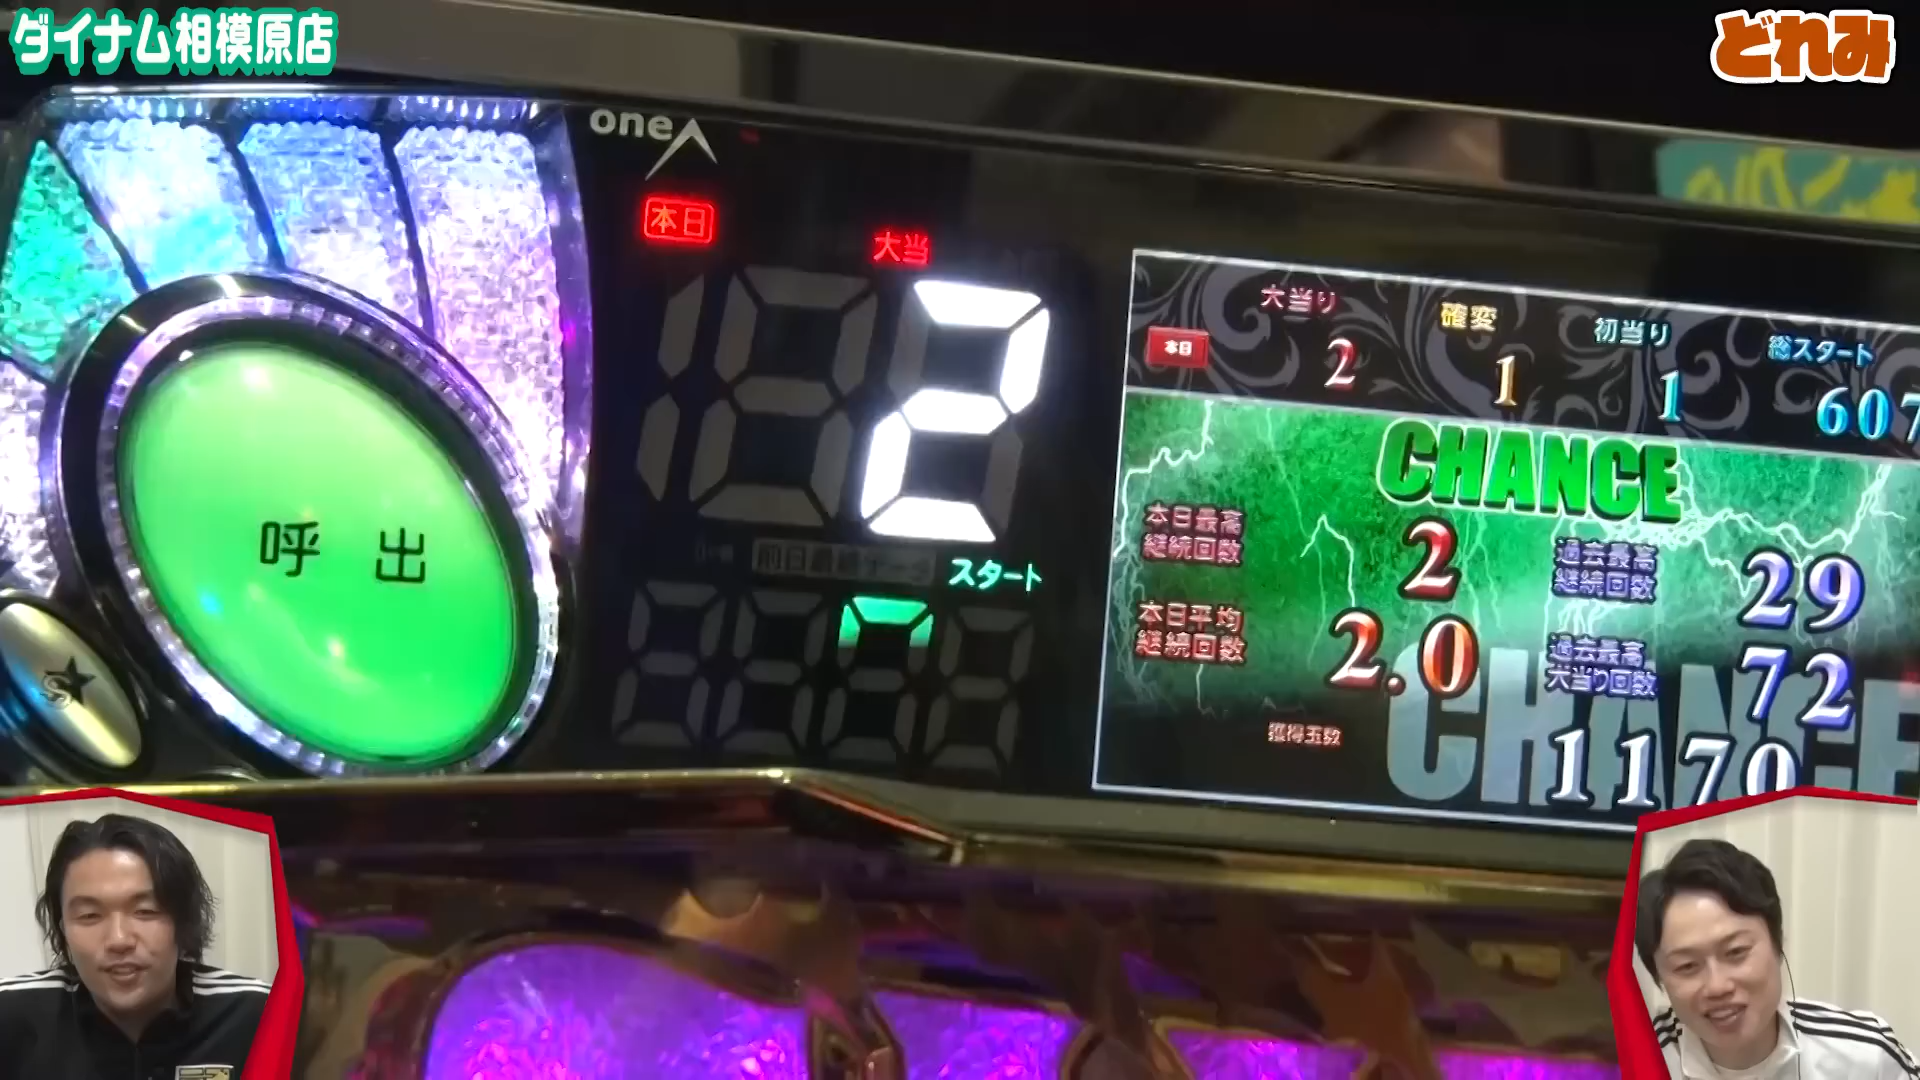 ダイナム相模原店
どれみ
one
本日
大当
2
大当り
確変
初当り
総スタート
本日
2
1
1
607
CHANCE
本日最高
継続回数
2
過去最高
継続回数
29
本日平均
継続回数
2.0
過去最高
大当り回数
72
獲得玉数
1170
CHANCE
スタート
呼出